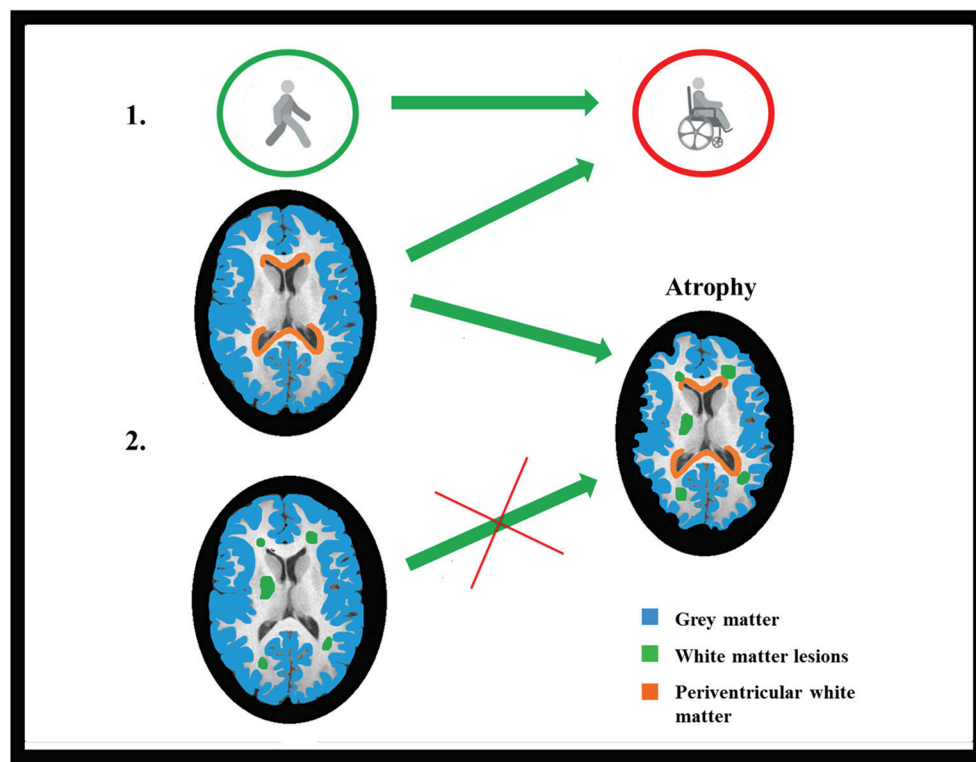 1.
Atrophy
2.
Grey matter
White matter lesions
Periventricular white
matter